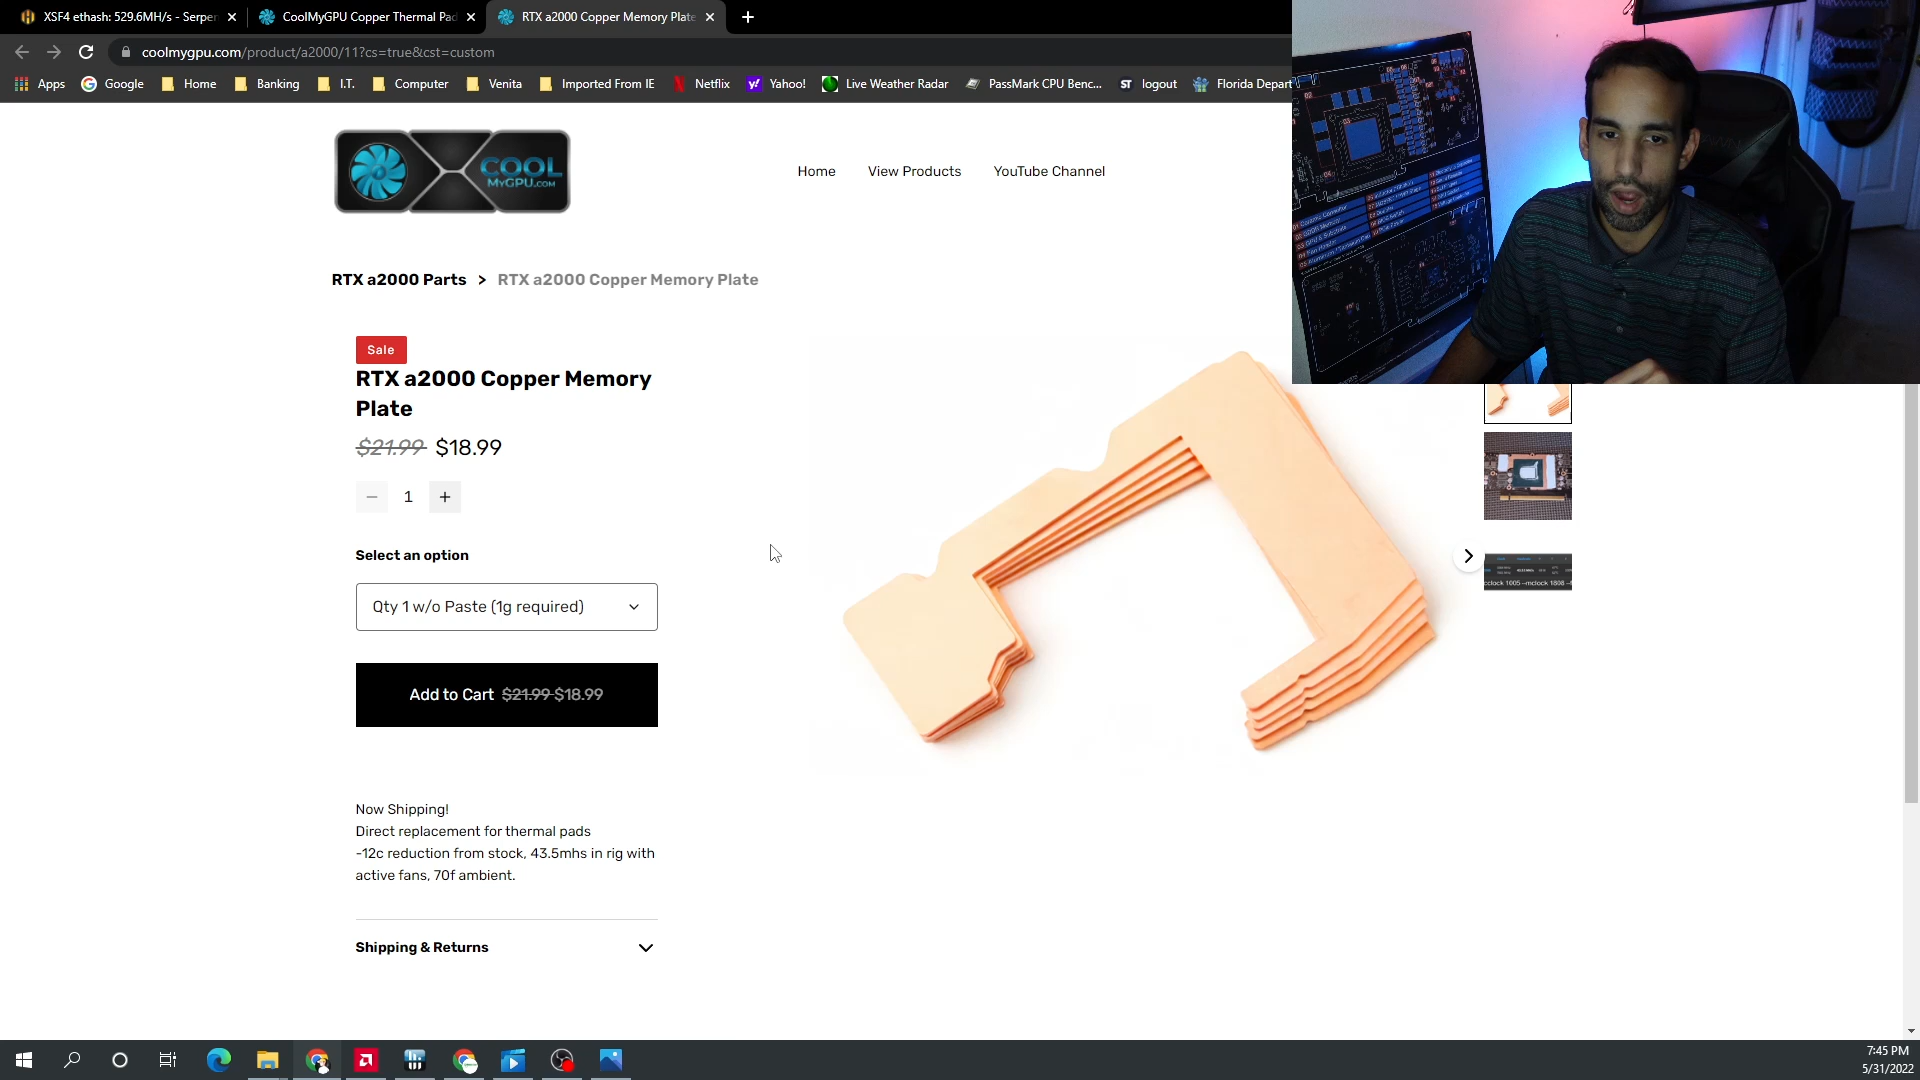 XSF4 ethash: 529.6MH/s - Serper
CoolMyGPU Copper Thermal Pad
RTX a2000 Copper Memory Plate
coolmygpu.com/product/a2000/11?cs=true&cst=custom
Apps
Google
Home
Banking
I.T.
Computer
Venita
Imported From IE
Netflix
Yahoo!
Live Weather Radar
PassMark CPU Benc...
ST
logout
Florida Depart
COOL
MyGPU.com
Home
View Products
YouTube Channel
RTX a2000 Parts > RTX a2000 Copper Memory Plate
Sale
RTX a2000 Copper Memory
Plate
$21.99 $18.99
− 1 +
Select an option
Qty 1 w/o Paste (1g required)
Add to Cart $21.99 $18.99
Now Shipping!
Direct replacement for thermal pads
-12c reduction from stock, 43.5mhs in rig with
active fans, 70f ambient.
Shipping & Returns
cclock 1005 --mclock 1808
7:45 PM
5/31/2022